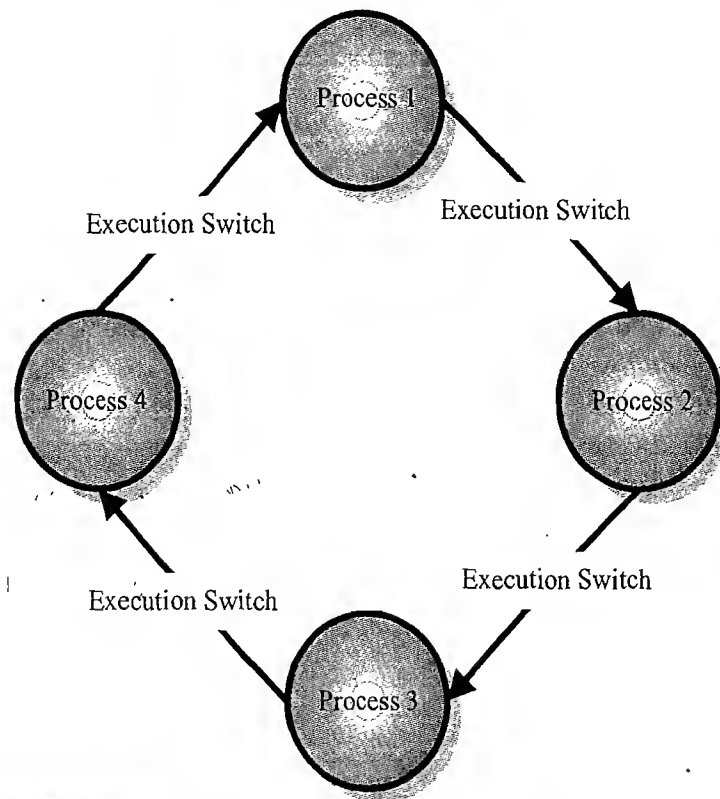 Process 1
Execution Switch
Execution Switch
Process 4
Process 2
Execution Switch
Execution Switch
Process 3